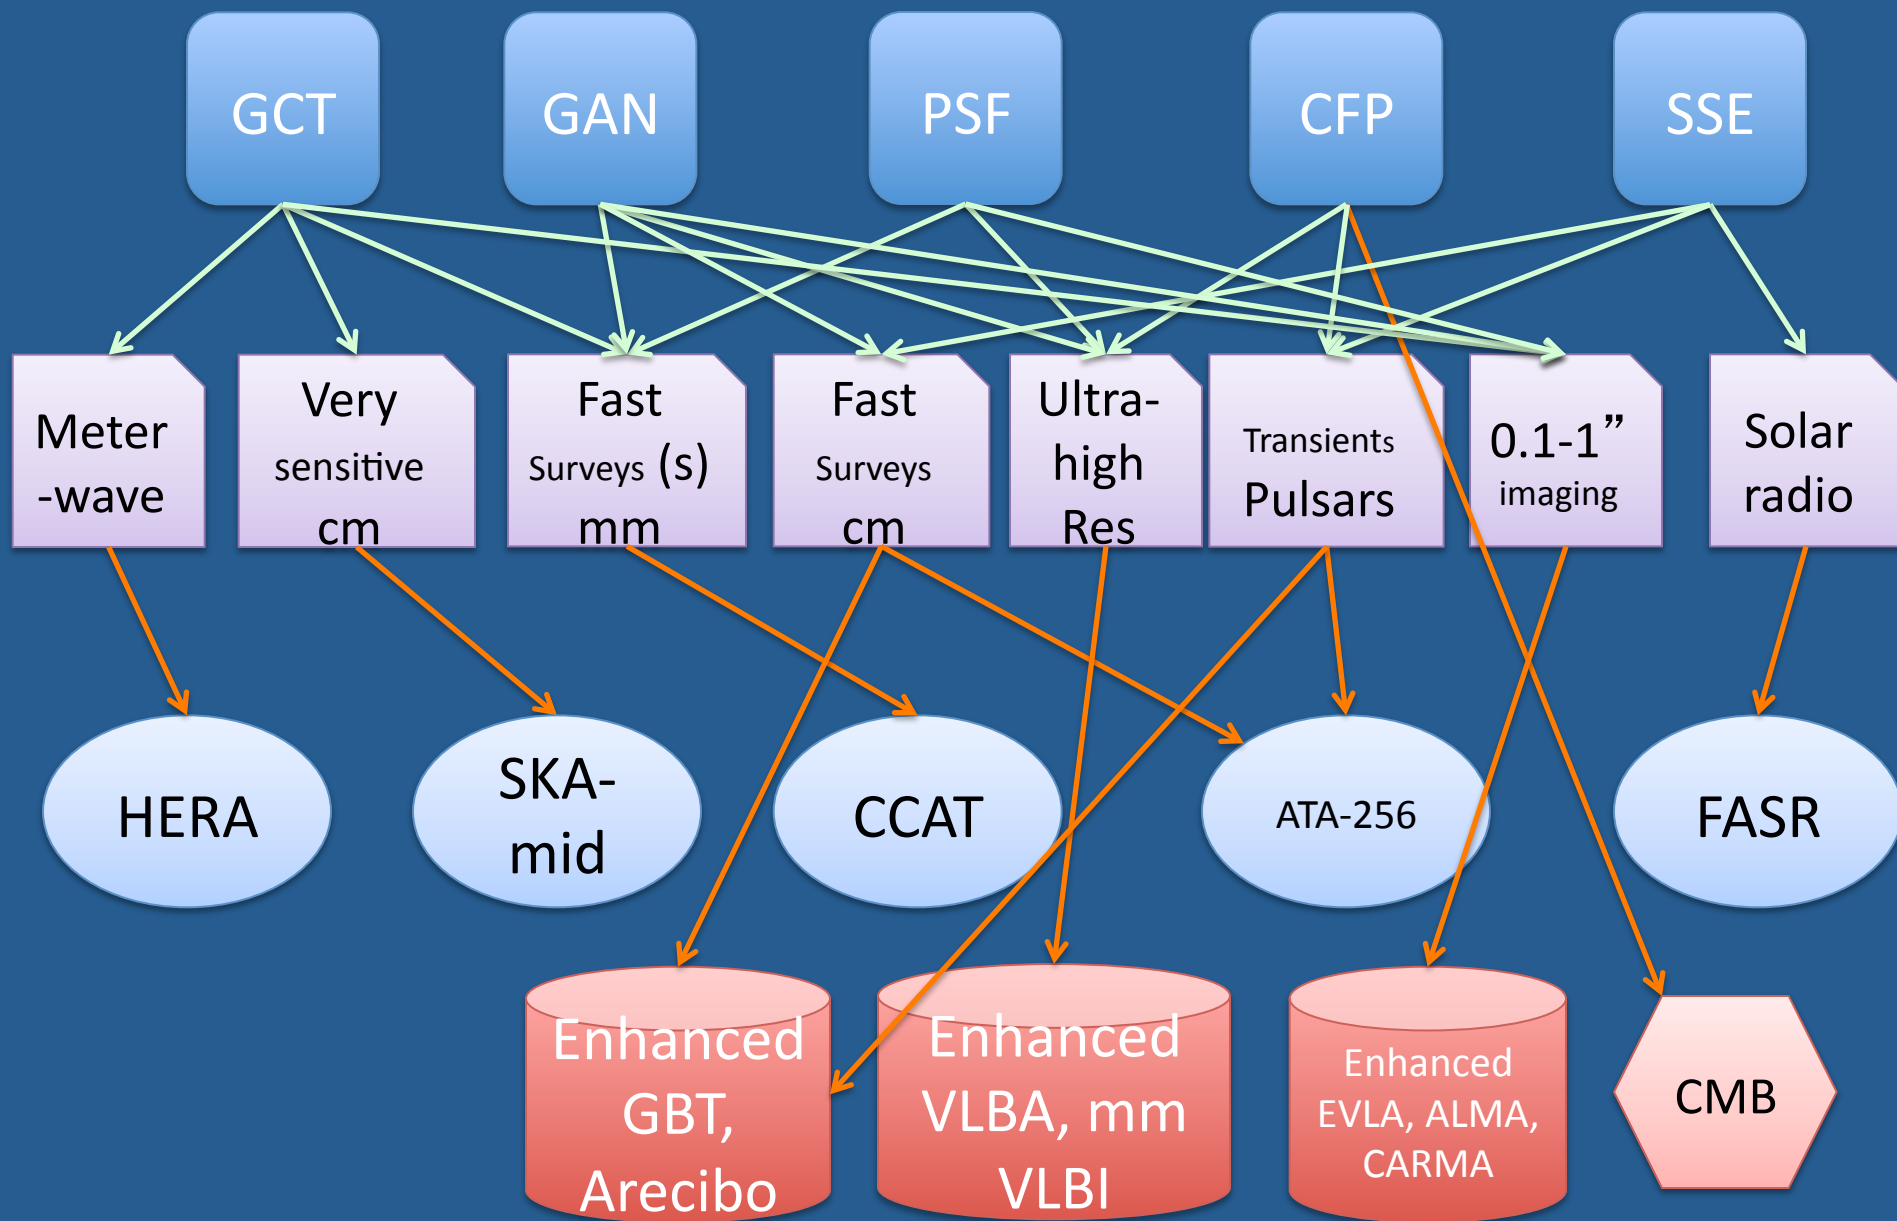 GCT
GAN
PSF
CFP
SSE
Meter
-wave
Very
sensitive
cm
Fast
Surveys (s)
mm
Fast
Surveys
cm
Ultra-
high
Res
Transients
Pulsars
0.1-1”
imaging
Solar
radio
HERA
SKA-
mid
CCAT
ATA-256
FASR
Enhanced
GBT,
Arecibo
Enhanced
VLBA, mm
VLBI
Enhanced
EVLA, ALMA,
CARMA
CMB